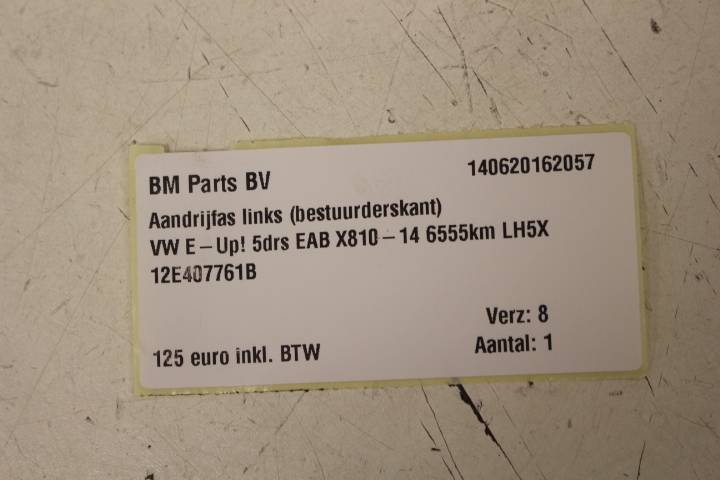 BM Parts BV 140620162057
Aandrijfas links (bestuurderskant)
VW E-Up! 5drs EAB X810-14 6555km LH5X
12E407761B
Verz: 8
125 euro inkl. BTW Aantal: 1